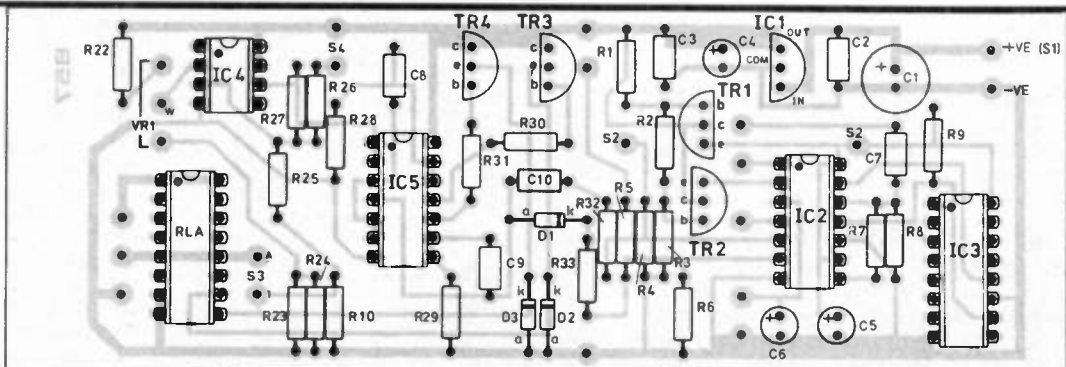 TR4 TR3 IC1
R22 IC4 S4 C8 c e b c e b R1 C3 + C4 COM OUT IN C2 + C1 +VE (S1)
-VE
W VR1 R27 R26 R28 TR1 b c e
R25 IC5 R31 R30 S2 R2 S2 C7 R9
C10 R5 R32 e c b TR2 IC2
RLA a k D1 R7 R8 IC3
A S3 R24 C9 R33 R4 R3
R23 R10 R29 k k D3 D2 a a R6 + C6 + C5